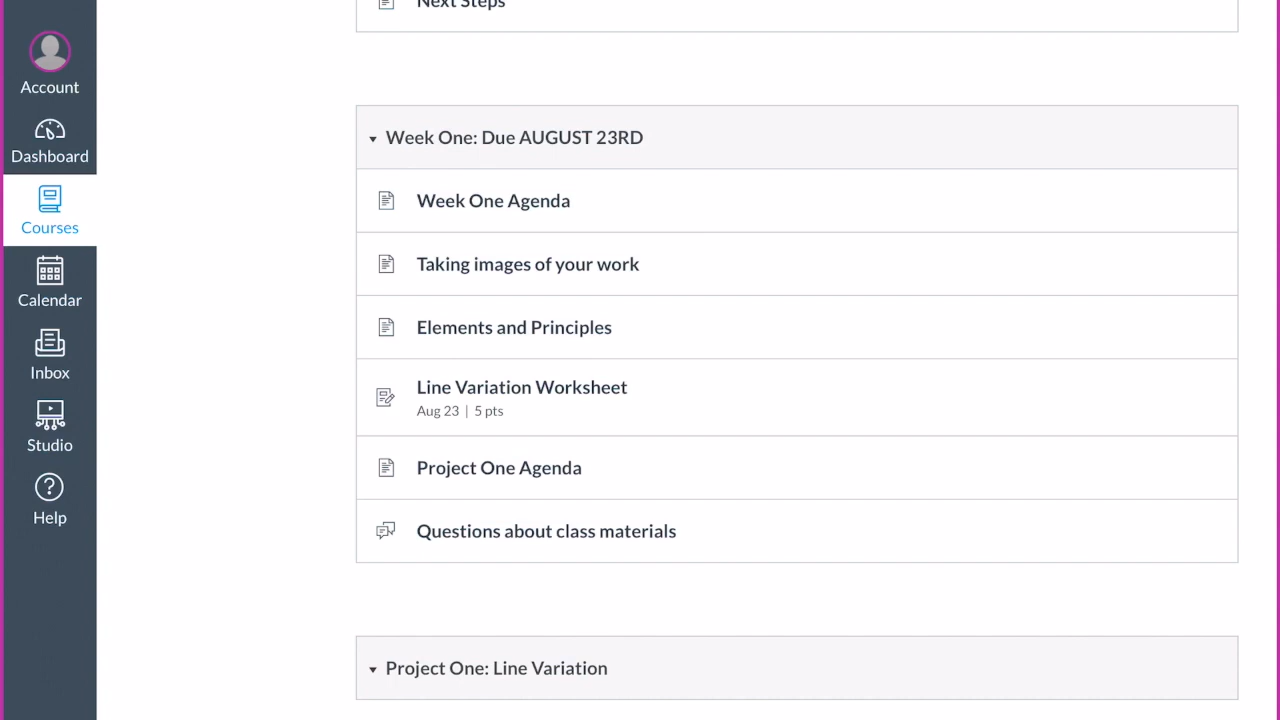 Next Steps
Account
Dashboard
Courses
Calendar
Inbox
Studio
Help
Week One: Due AUGUST 23RD
Week One Agenda
Taking images of your work
Elements and Principles
Line Variation Worksheet
Aug 23 | 5 pts
Project One Agenda
Questions about class materials
Project One: Line Variation